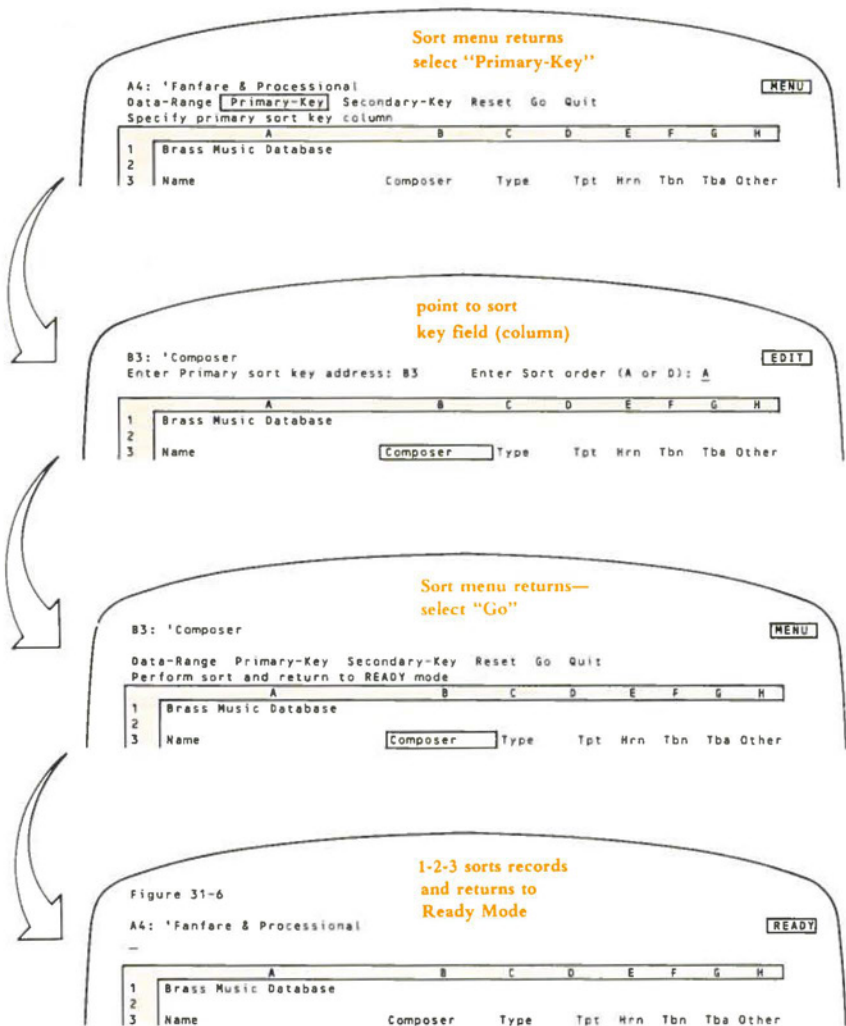 Sort menu returns
select "Primary-Key"
A4: 'Fanfare & Processional MENU
Data-Range Primary-Key Secondary-Key Reset Go Quit
Specify primary sort key column
A B C D E F G H
1 Brass Music Database
2
3 Name Composer Type Tpt Hrn Tbn Tba Other
point to sort
key field (column)
B3: 'Composer EDIT
Enter Primary sort key address: B3 Enter Sort order (A or D): A
A B C D E F G H
1 Brass Music Database
2
3 Name Composer Type Tpt Hrn Tbn Tba Other
Sort menu returns—
select "Go"
B3: 'Composer MENU
Data-Range Primary-Key Secondary-Key Reset Go Quit
Perform sort and return to READY mode
A B C D E F G H
1 Brass Music Database
2
3 Name Composer Type Tpt Hrn Tbn Tba Other
1-2-3 sorts records
and returns to
Ready Mode
Figure 31-6
A4: 'Fanfare & Processional READY
A B C D E F G H
1 Brass Music Database
2
3 Name Composer Type Tpt Hrn Tbn Tba Other